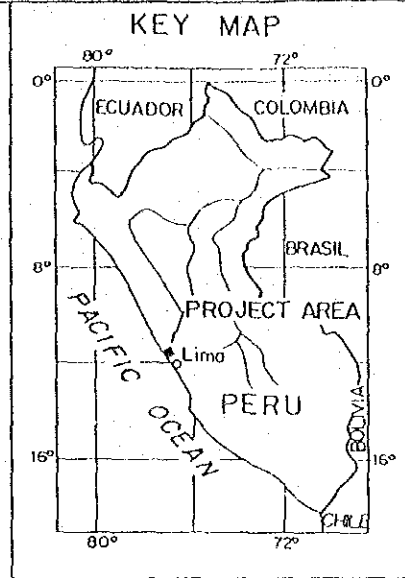 KEY MAP
80° 72°
0° 0°
ECUADOR COLOMBIA
BRASIL
8° 8°
PROJECT AREA
PACIFIC OCEAN
Lima
PERU
BOLIVIA
16° 16°
CHILE
80° 72°